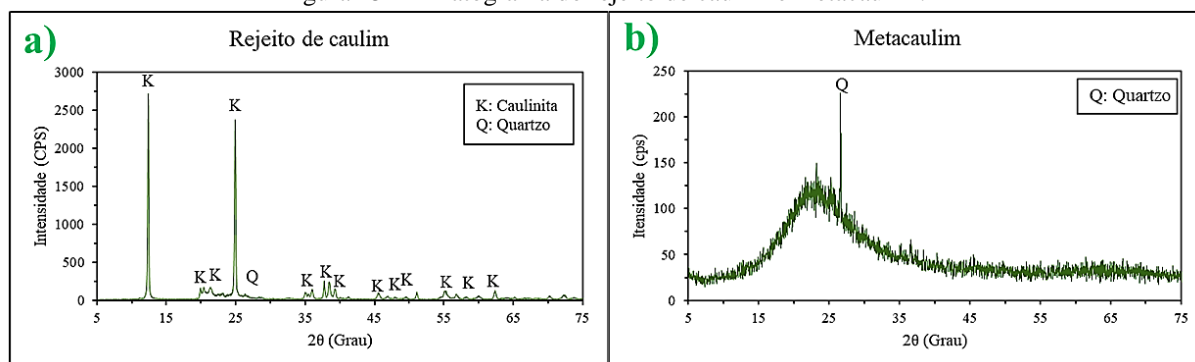 a)
Rejeito de caulim
Intensidade (CPS)
3000
2500
2000
1500
1000
500
0
K
K
K: Caulinita
Q: Quartzo
K K Q K K K K K K K K K
5 15 25 35 45 55 65 75
2θ (Grau)
b)
Metacaulim
Itensidade (cps)
250
200
150
100
50
0
Q
Q: Quartzo
5 15 25 35 45 55 65 75
2θ (Grau)